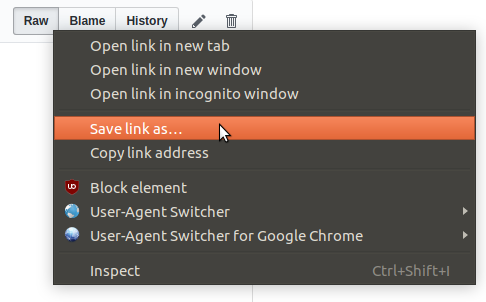 Raw Blame History
Open link in new tab
Open link in new window
Open link in incognito window
Save link as...
Copy link address
Block element
User-Agent Switcher
User-Agent Switcher for Google Chrome
Inspect Ctrl+Shift+I